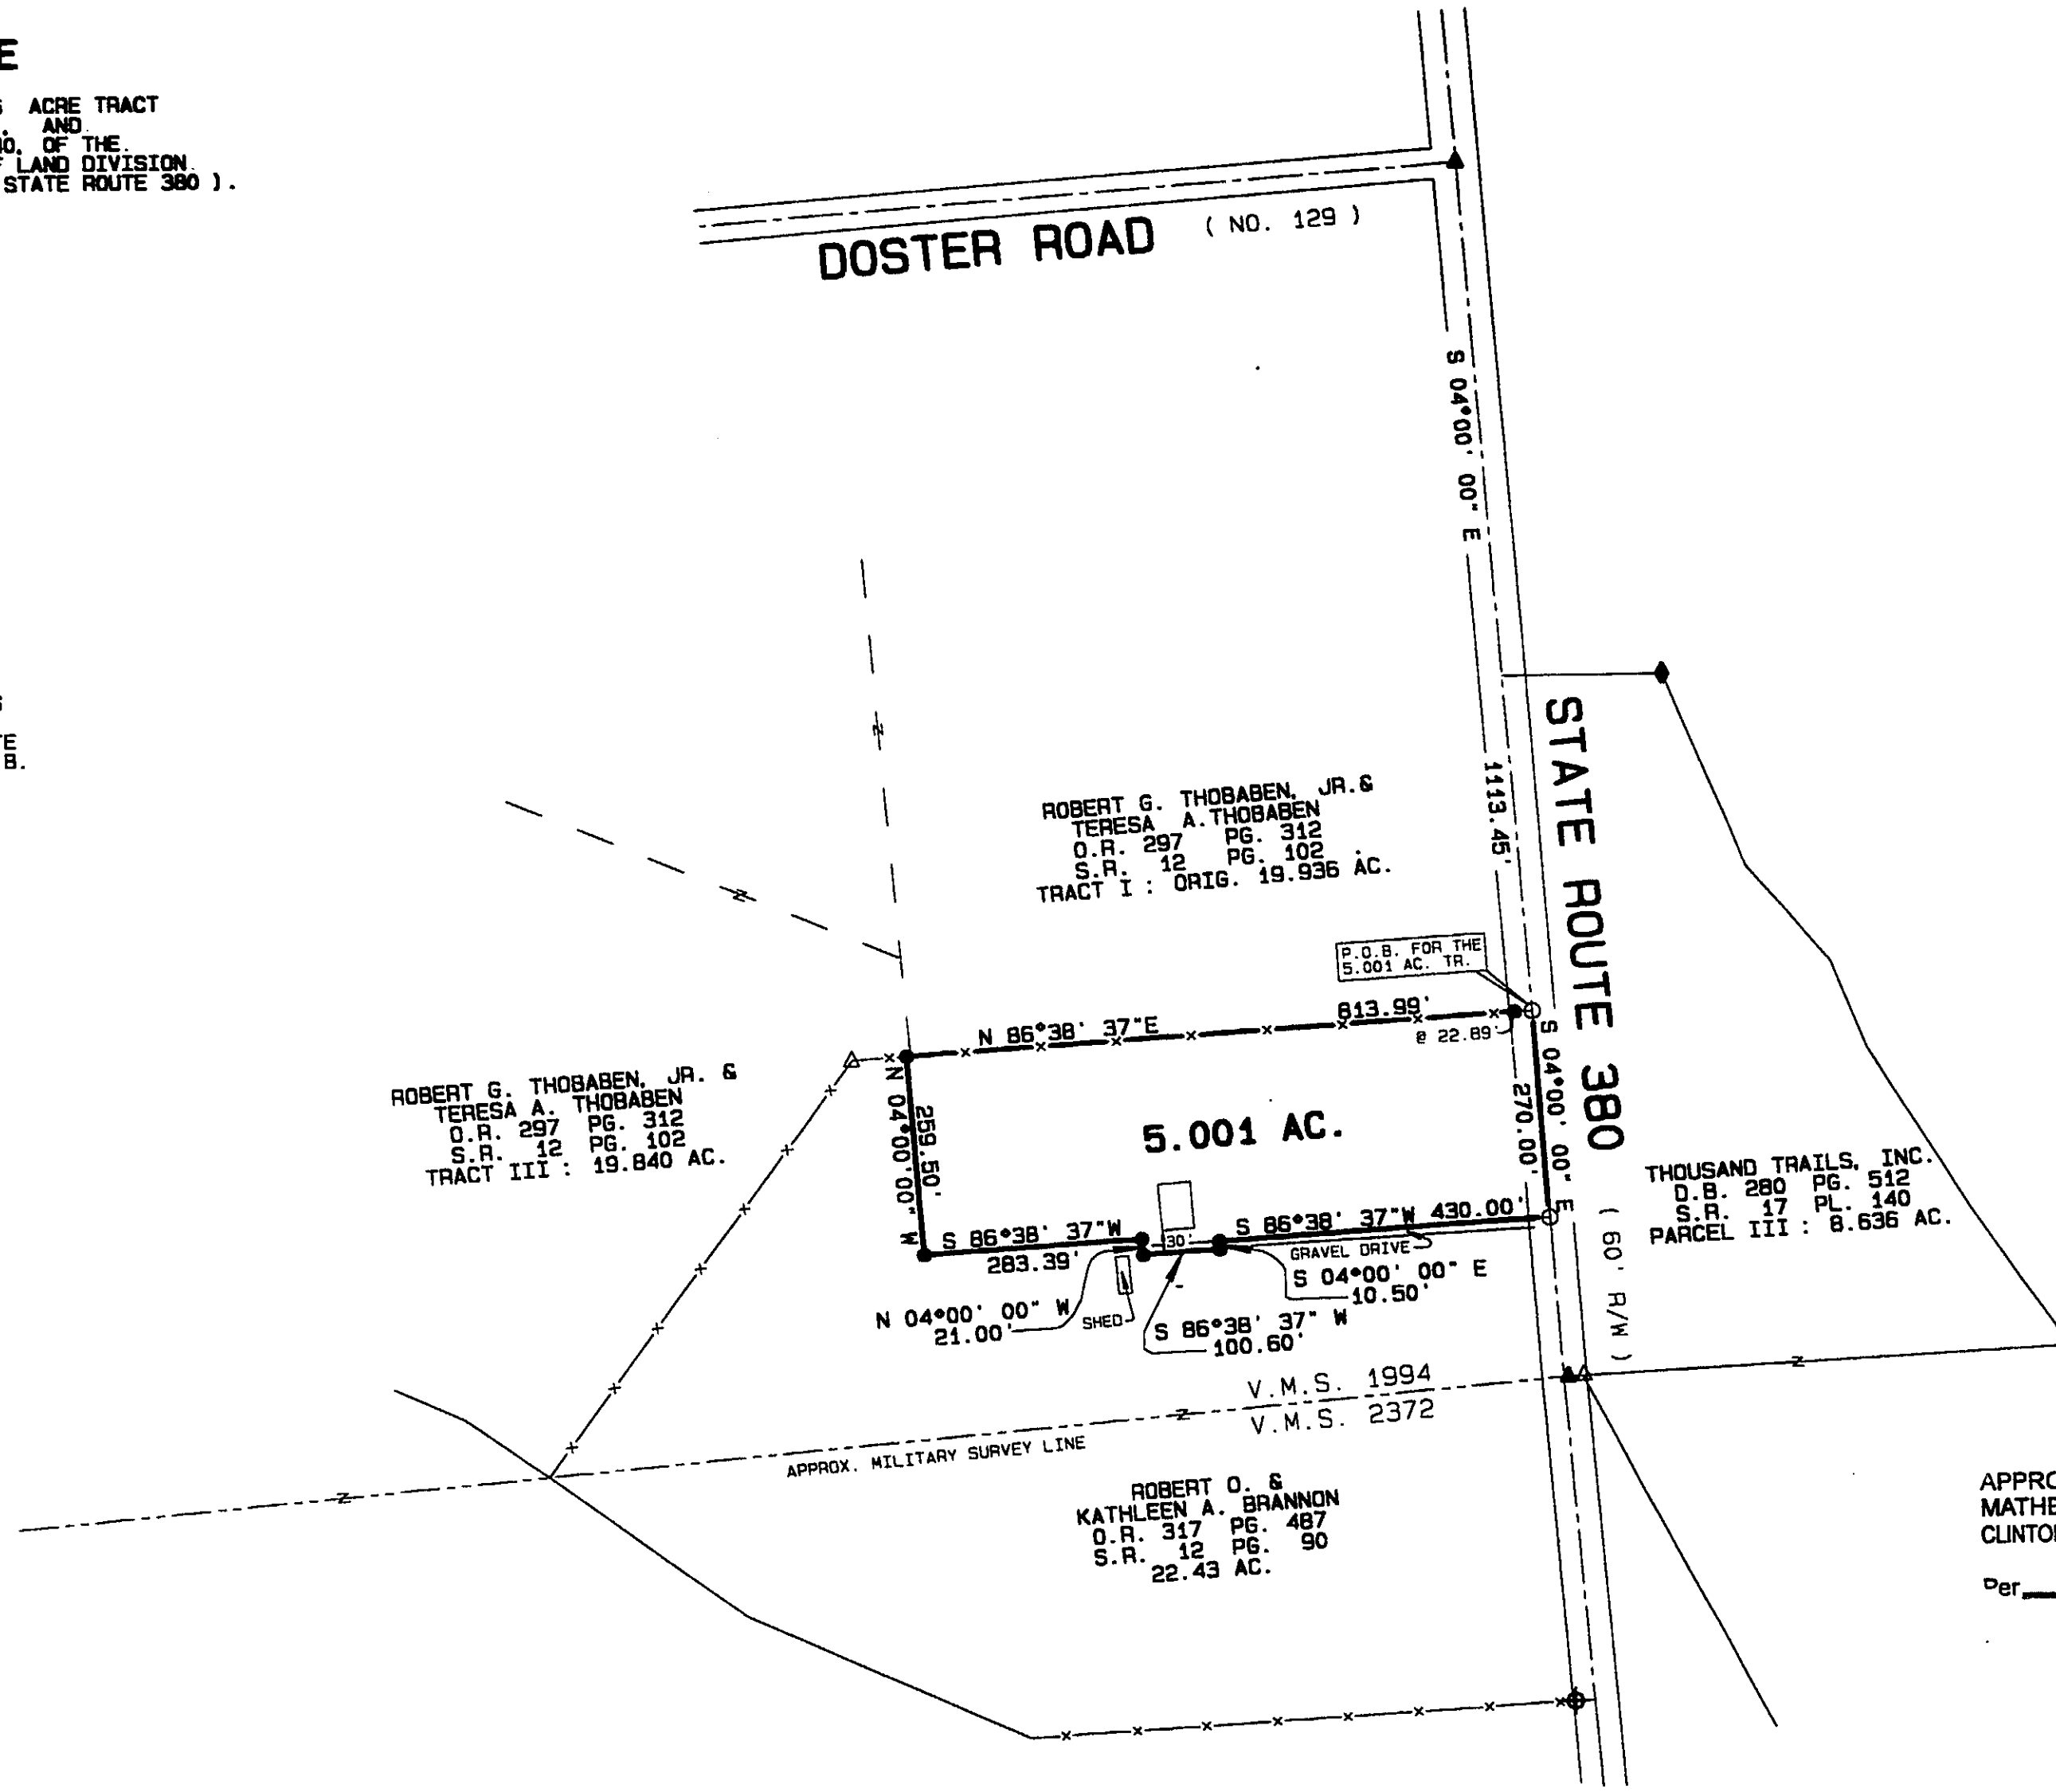 E
ACRE TRACT
. AND
40. OF THE.
F LAND DIVISION.
STATE ROUTE 380 ).
DOSTER ROAD ( NO. 129 )
S 04°00' 00" E
S
TE
B.
1113.45'
STATE ROUTE 380
( 60' R/W )
ROBERT G. THOBABEN, JR.&
TERESA A.THOBABEN
O.R. 297 PG. 312
S.R. 12 PG. 102
TRACT I : ORIG. 19.936 AC.
P.O.B. FOR THE
5.001 AC. TR.
N 86°38' 37"E
813.99'
@ 22.89'
S 04°00' 00" E
270.00'
ROBERT G. THOBABEN, JR. &
TERESA A. THOBABEN
O.R. 297 PG. 312
S.R. 12 PG. 102
TRACT III : 19.840 AC.
N 04°00'00" W
259.50'
5.001 AC.
THOUSAND TRAILS, INC.
D.B. 280 PG. 512
S.R. 17 PL. 140
PARCEL III : 8.636 AC.
S 86°38' 37"W
283.39'
30'
S 86°38' 37"W 430.00'
GRAVEL DRIVE
S 04°00' 00" E
10.50'
N 04°00' 00" W
21.00'
SHED
S 86°38' 37" W
100.60'
V.M.S. 1994
V.M.S. 2372
APPROX. MILITARY SURVEY LINE
ROBERT O. &
KATHLEEN A. BRANNON
O.R. 317 PG. 487
S.R. 12 PG. 90
22.43 AC.
APPRO
MATHE
CLINTO
Per